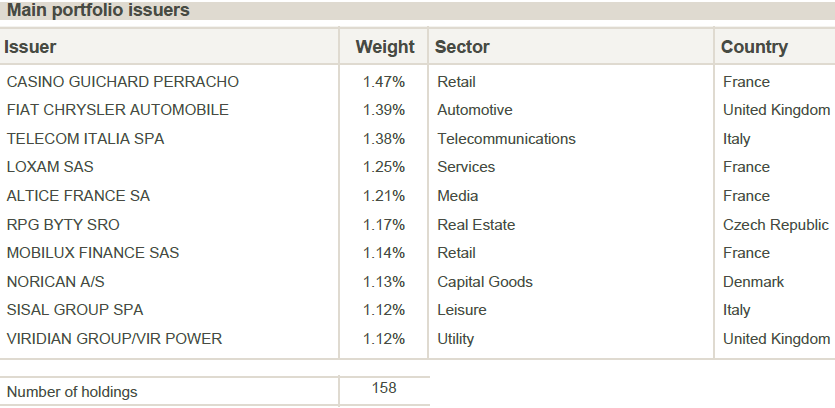 Main portfolio issuers
Issuer Weight Sector Country
CASINO GUICHARD PERRACHO 1.47% Retail France
FIAT CHRYSLER AUTOMOBILE 1.39% Automotive United Kingdom
TELECOM ITALIA SPA 1.38% Telecommunications Italy
LOXAM SAS 1.25% Services France
ALTICE FRANCE SA 1.21% Media France
RPG BYTY SRO 1.17% Real Estate Czech Republic
MOBILUX FINANCE SAS 1.14% Retail France
NORICAN A/S 1.13% Capital Goods Denmark
SISAL GROUP SPA 1.12% Leisure Italy
VIRIDIAN GROUP/VIR POWER 1.12% Utility United Kingdom
Number of holdings 158